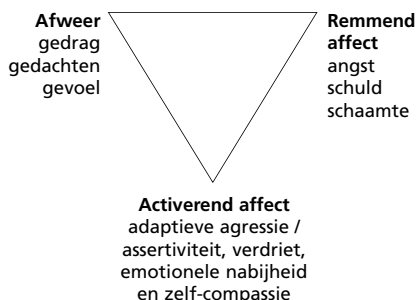 Afweer
gedrag
gedachten
gevoel
Remmend
affect
angst
schuld
schaamte
Activerend affect
adaptieve agressie /
assertiviteit, verdriet,
emotionele nabijheid
en zelf-compassie